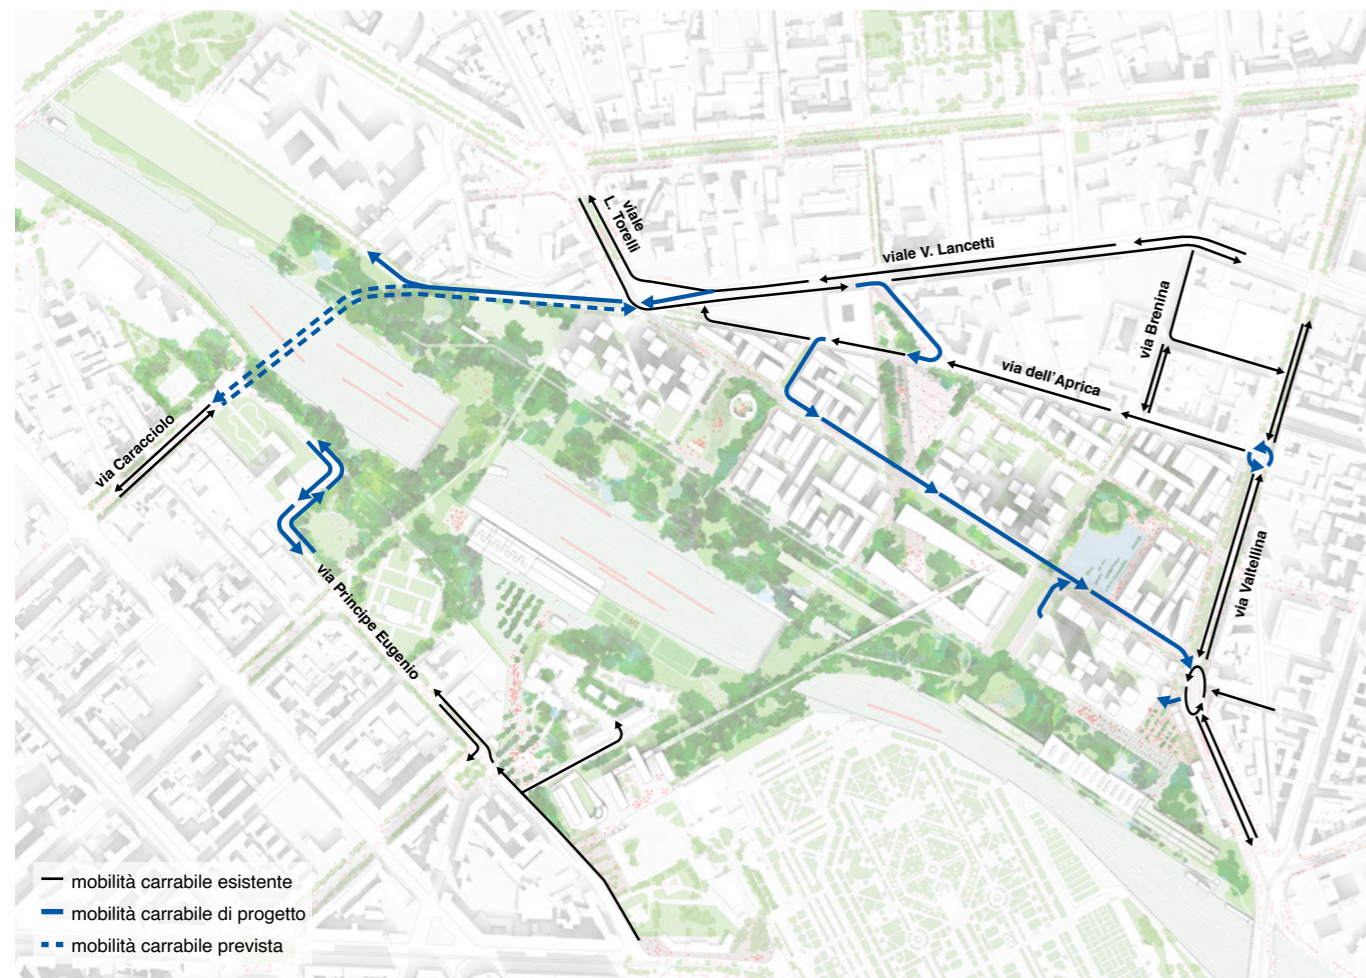 viale
L. Torelli
viale V. Lancetti
via Brenina
via dell'Aprica
via Caracciolo
via Valtellina
via Principe Eugenio
mobilità carrabile esistente
mobilità carrabile di progetto
mobilità carrabile prevista